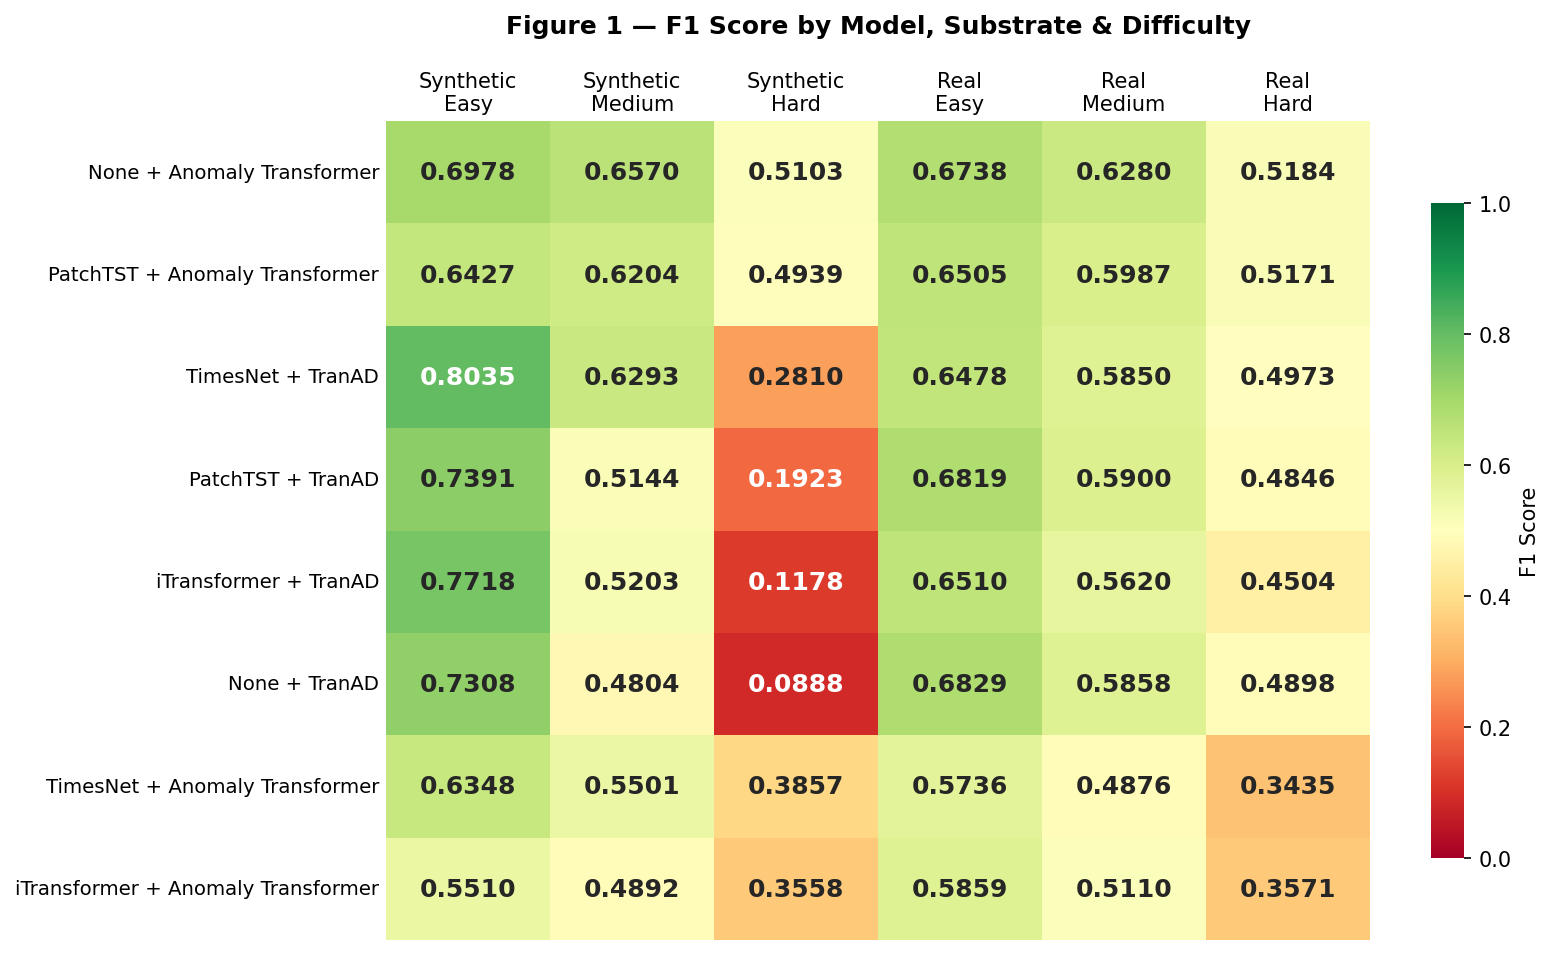 Figure 1 — F1 Score by Model, Substrate & Difficulty
Synthetic Easy
Synthetic Medium
Synthetic Hard
Real Easy
Real Medium
Real Hard
None + Anomaly Transformer 0.6978 0.6570 0.5103 0.6738 0.6280 0.5184
PatchTST + Anomaly Transformer 0.6427 0.6204 0.4939 0.6505 0.5987 0.5171
TimesNet + TranAD 0.8035 0.6293 0.2810 0.6478 0.5850 0.4973
PatchTST + TranAD 0.7391 0.5144 0.1923 0.6819 0.5900 0.4846
iTransformer + TranAD 0.7718 0.5203 0.1178 0.6510 0.5620 0.4504
None + TranAD 0.7308 0.4804 0.0888 0.6829 0.5858 0.4898
TimesNet + Anomaly Transformer 0.6348 0.5501 0.3857 0.5736 0.4876 0.3435
iTransformer + Anomaly Transformer 0.5510 0.4892 0.3558 0.5859 0.5110 0.3571
1.0
0.8
0.6
0.4
0.2
0.0
F1 Score